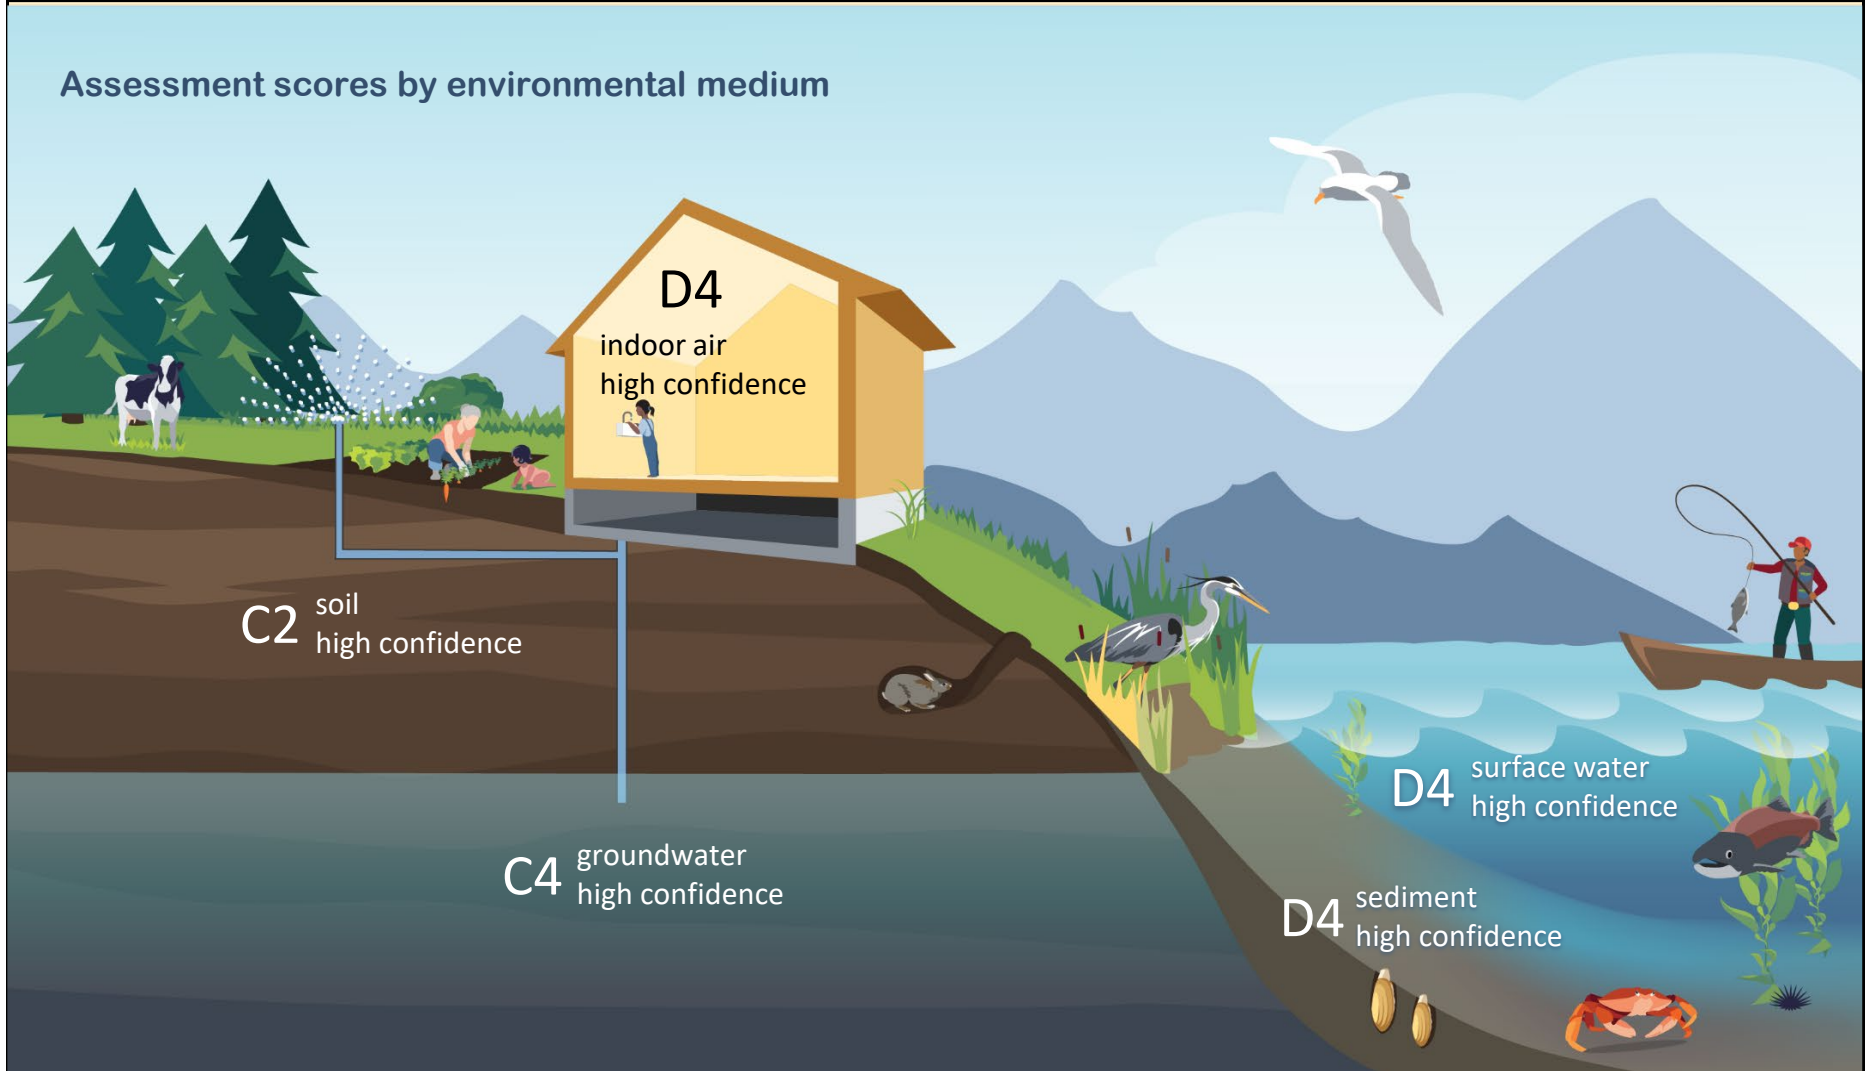 Assessment scores by environmental medium
D4
indoor air
high confidence
C2
soil
high confidence
C4
groundwater
high confidence
D4
surface water
high confidence
D4
sediment
high confidence